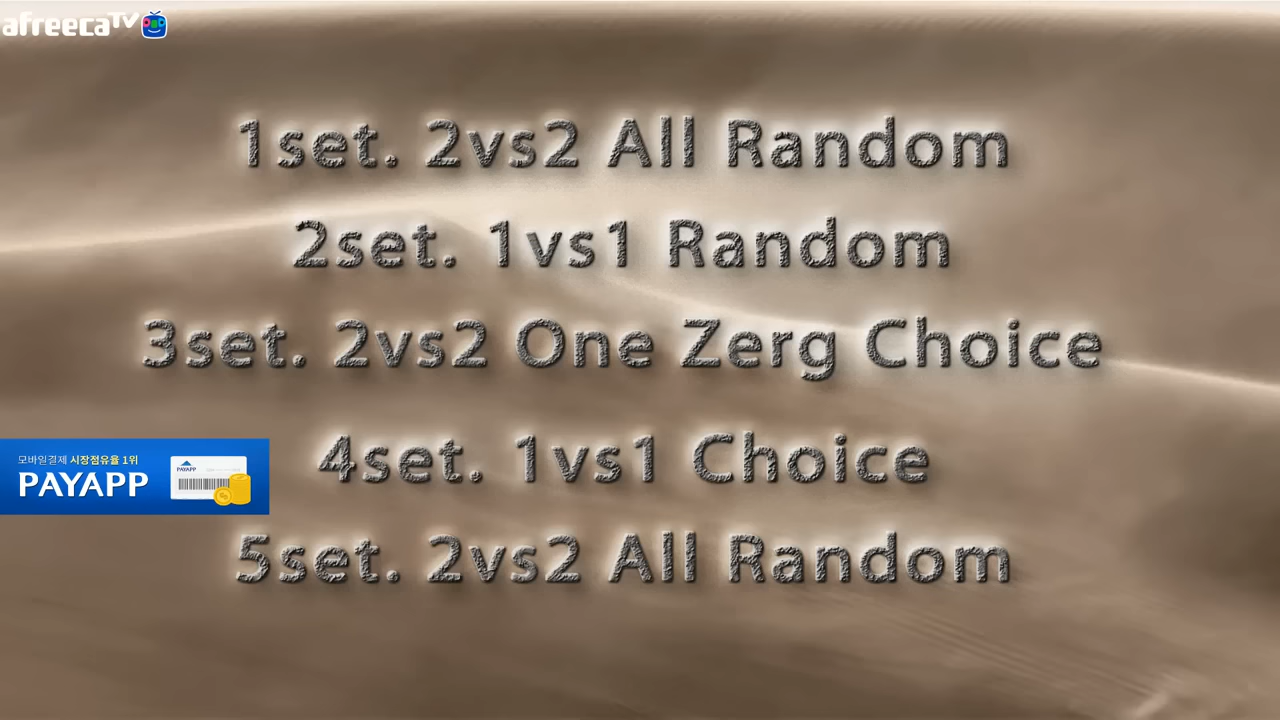 afreecaTV
1set. 2vs2 All Random
2set. 1vs1 Random
3set. 2vs2 One Zerg Choice
4set. 1vs1 Choice
모바일결제 시장점유율 1위
PAYAPP
PAYAPP
5set. 2vs2 All Random